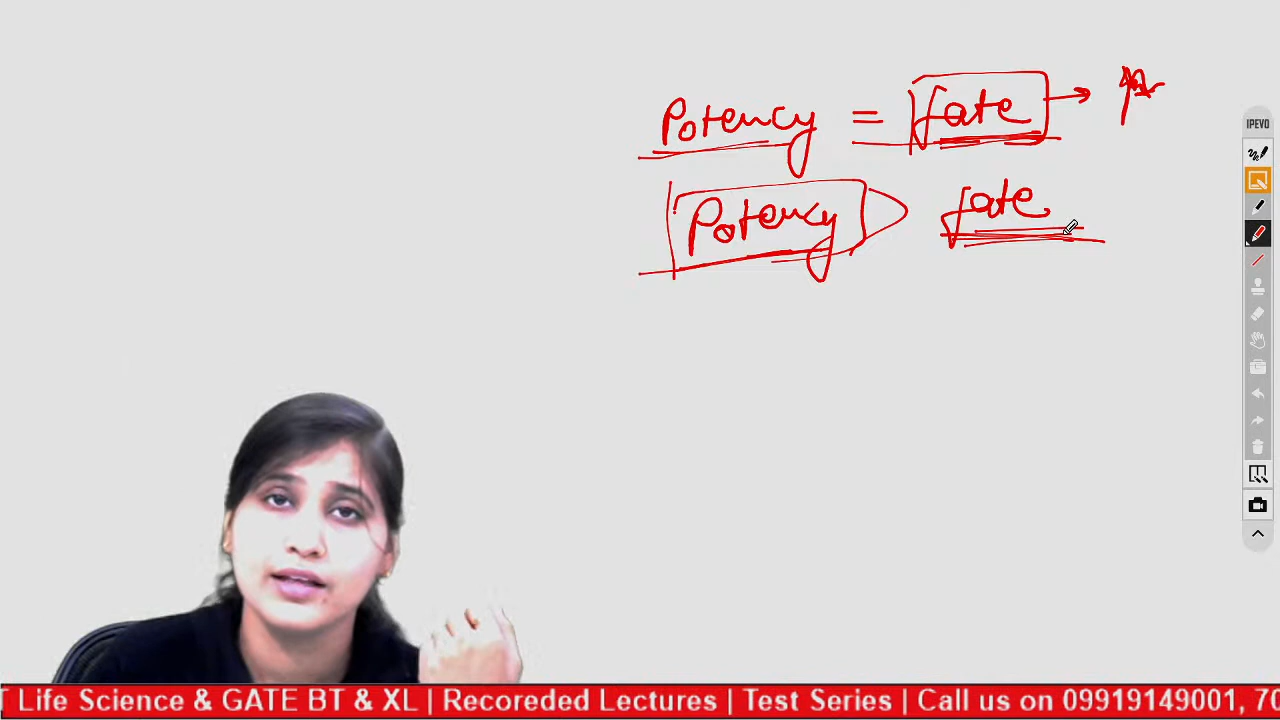 Potency = fate →
Potency > fate
IPEVO
T Life Science & GATE BT & XL | Recoreded Lectures | Test Series | Call us on 09919149001, 70